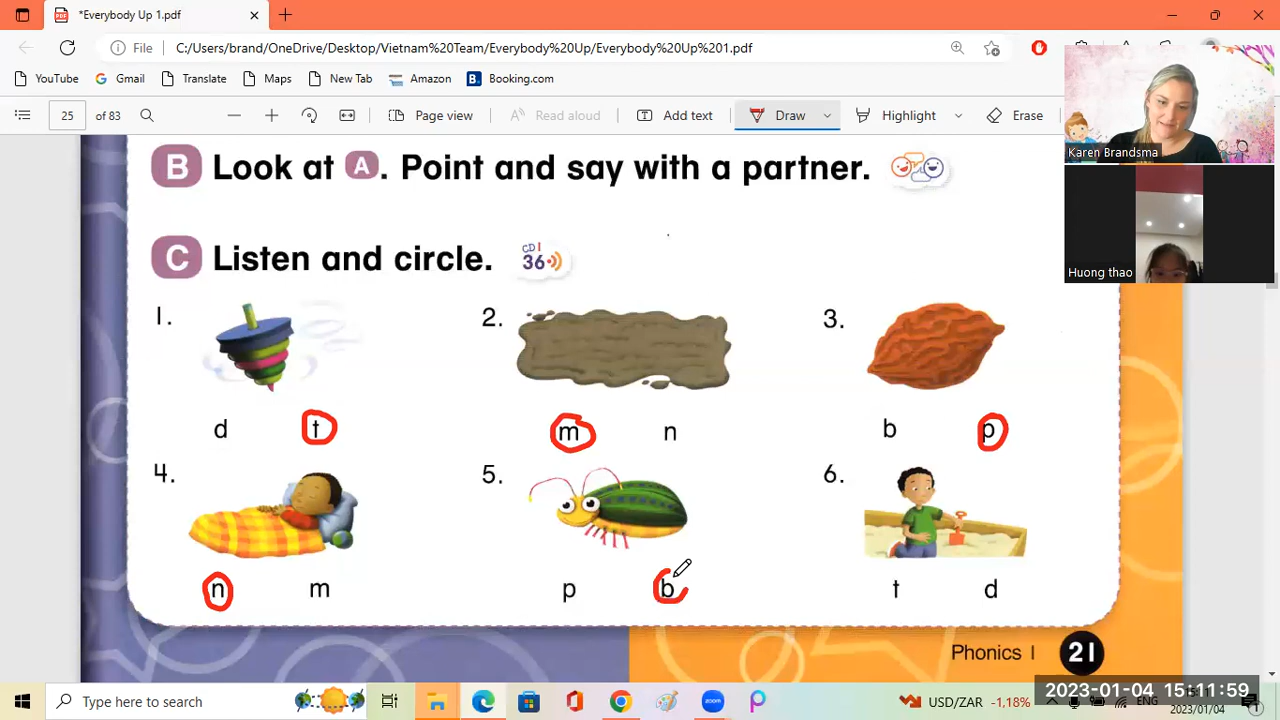 *Everybody Up 1.pdf
File C:/Users/brand/OneDrive/Desktop/Vietnam%20Team/Everybody%20Up/Everybody%20Up%201.pdf
YouTube Gmail Translate Maps New Tab Amazon B. Booking.com
25 of 83 Page view Read aloud Add text Draw Highlight Erase
Karen Brandsma
Huong thao
B Look at A. Point and say with a partner.
C Listen and circle. CD 1 36
1. 2. 3.
d t m n b p
4. 5. 6.
n m p b t d
Phonics 1 21
Type here to search USD/ZAR -1,18% ENG
2023-01-04 15:11:59
2023/01/04